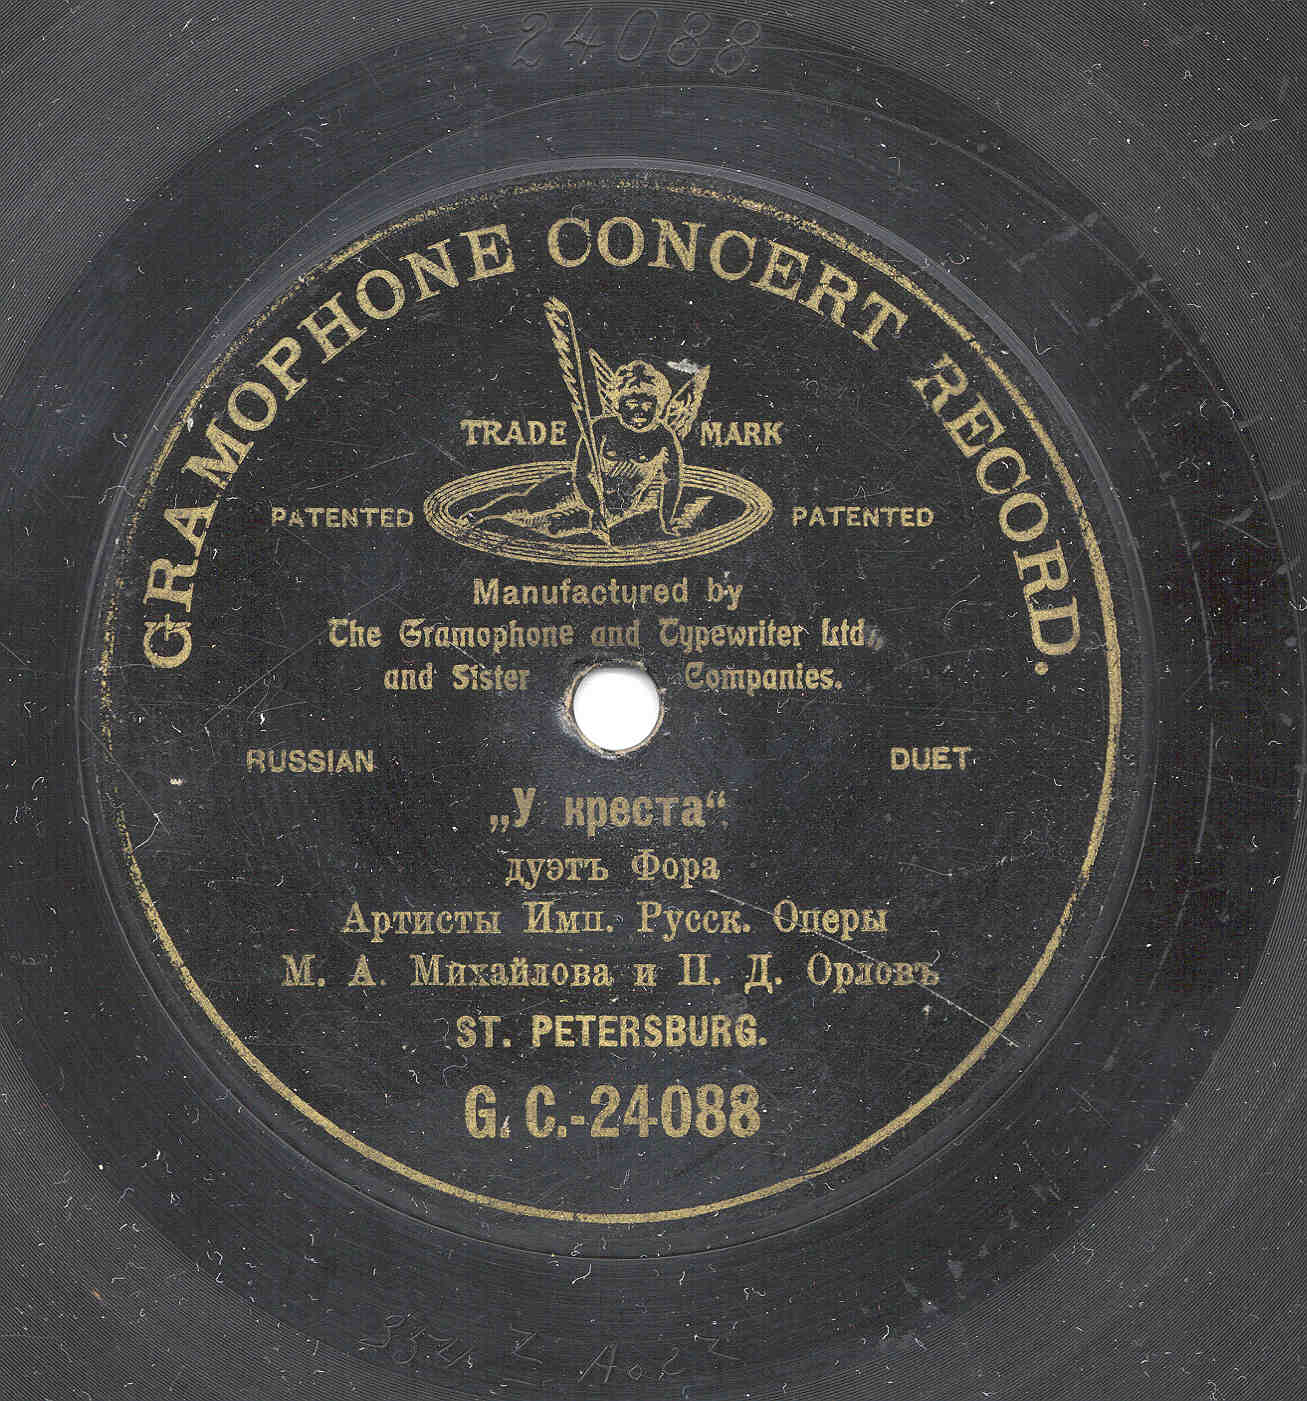 24088
GRAMOPHONE CONCERT RECORD.
TRADE MARK
PATENTED PATENTED
Manufactured by
The Gramophone and Typewriter Ltd.
and Sister Companies.
RUSSIAN DUET
„У креста“
дуэтъ Фора
Артисты Имп. Русск. Оперы
М. А. Михайлова и П. Д. Орловъ
ST. PETERSBURG.
G. C.-24088